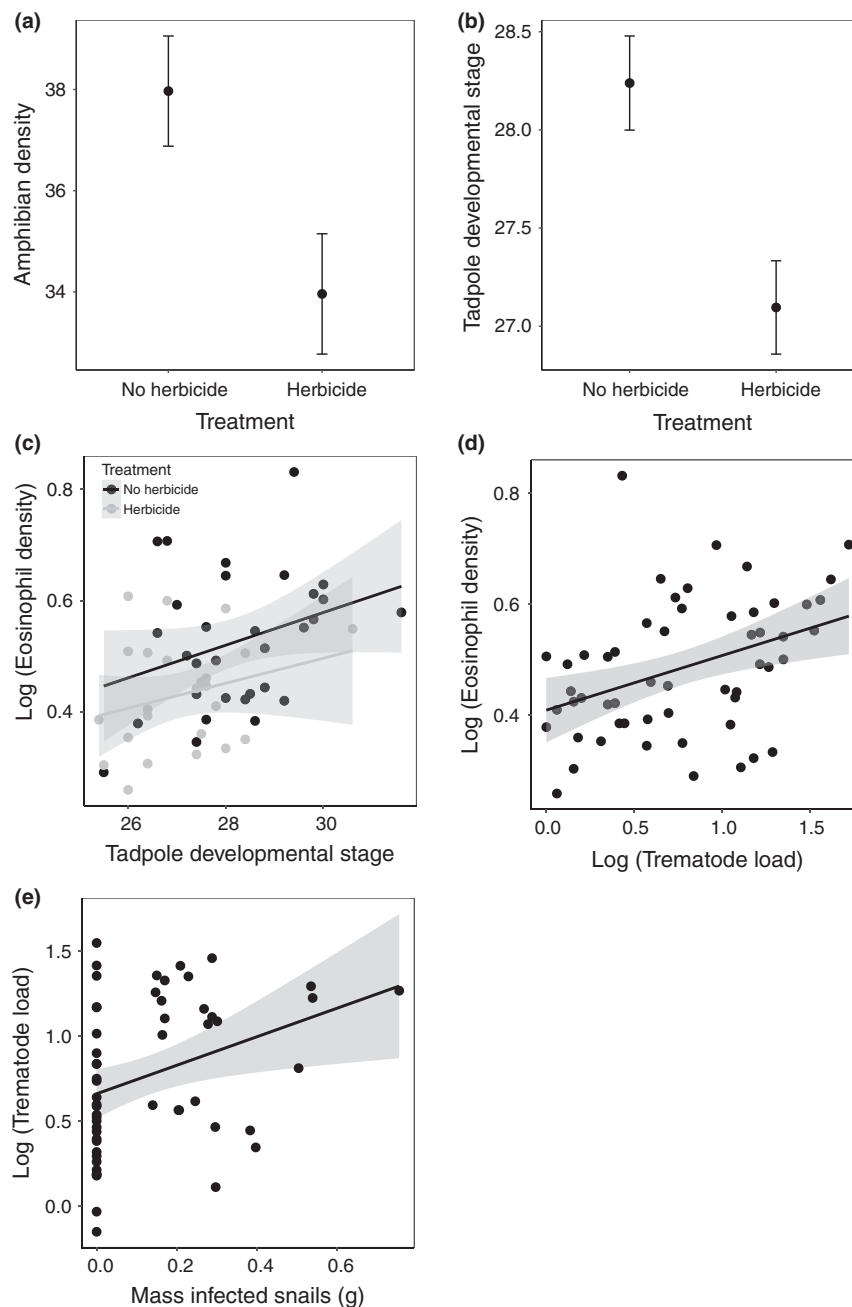 (a)
Amphibian density
38
36
34
No herbicide
Herbicide
Treatment
(b)
Tadpole developmental stage
28.5
28.0
27.5
27.0
No herbicide
Herbicide
Treatment
(c)
Log (Eosinophil density)
0.8
0.6
0.4
Treatment
No herbicide
Herbicide
26
28
30
Tadpole developmental stage
(d)
Log (Eosinophil density)
0.8
0.6
0.4
0.0
0.5
1.0
1.5
Log (Trematode load)
(e)
Log (Trematode load)
1.5
1.0
0.5
0.0
0.0
0.2
0.4
0.6
Mass infected snails (g)